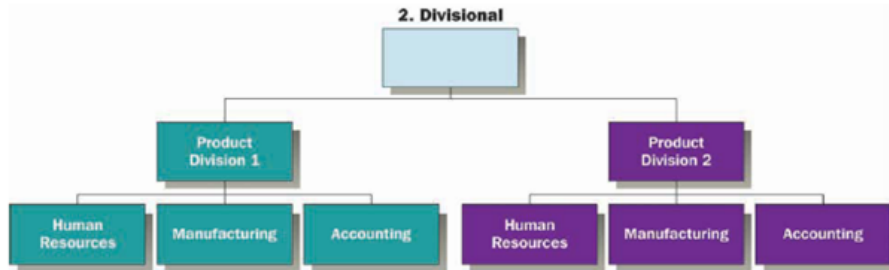 2. Divisional
Product
Division 1
Product
Division 2
Human
Resources
Manufacturing
Accounting
Human
Resources
Manufacturing
Accounting